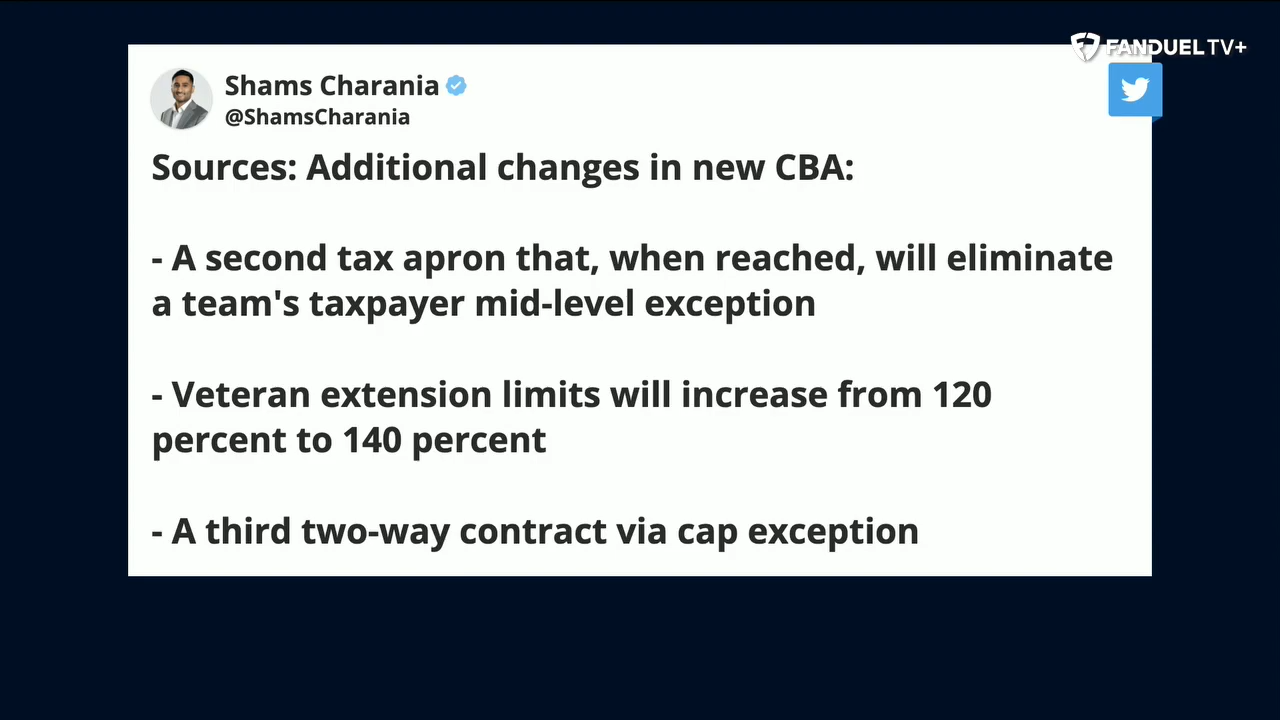 FANDUEL TV+
Shams Charania
@ShamsCharania
Sources: Additional changes in new CBA:
- A second tax apron that, when reached, will eliminate
a team's taxpayer mid-level exception
- Veteran extension limits will increase from 120
percent to 140 percent
- A third two-way contract via cap exception